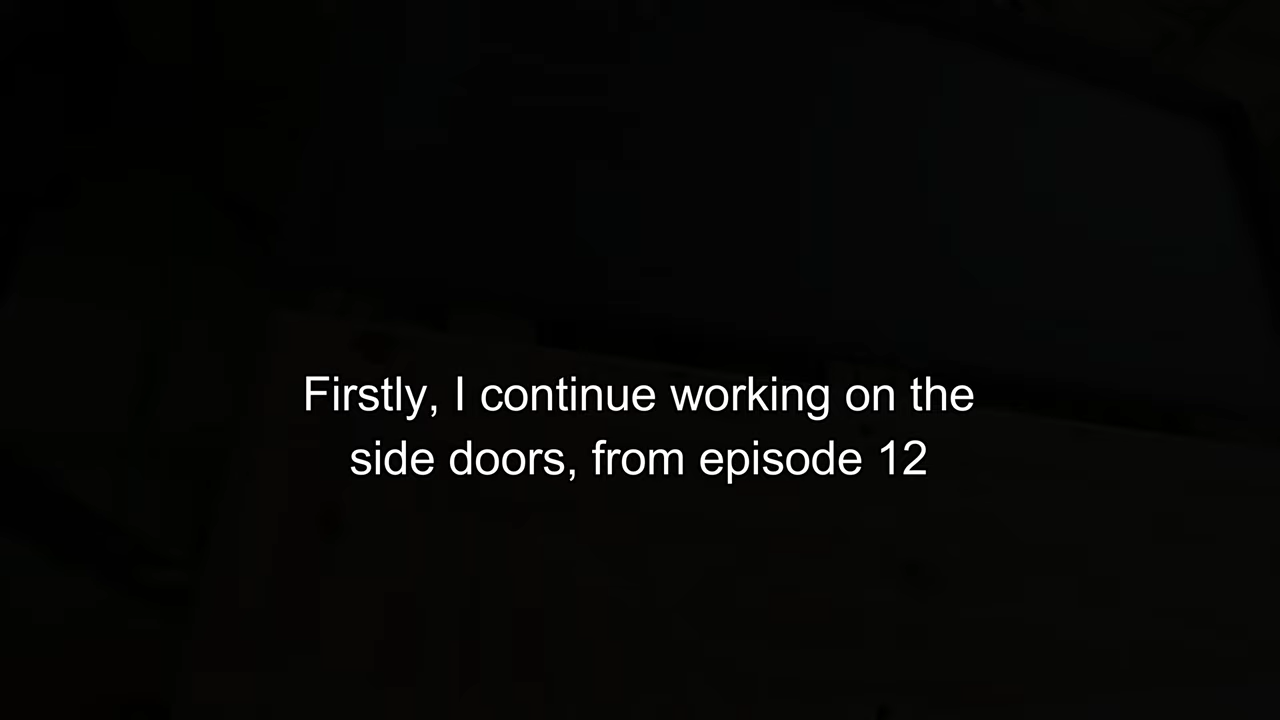 Firstly, I continue working on the
side doors, from episode 12